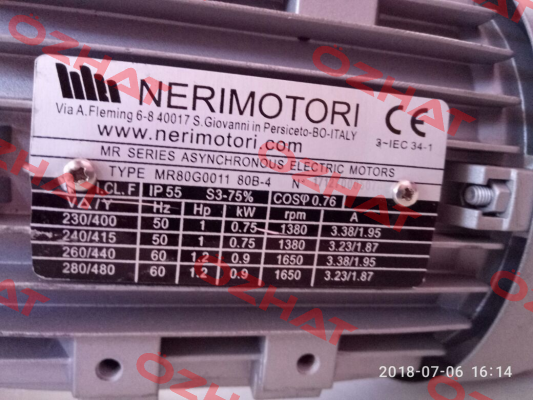 NERIMOTORI
Via A. Fleming 6-8 40017 S. Giovanni in Persiceto-BO-ITALY
www.nerimotori.com
CE
3~IEC 34-1
MR SERIES ASYNCHRONOUS ELECTRIC MOTORS
TYPE MR80G0011 80B-4 N°
I.CL. F IP 55 S3-75% COSφ 0.76
V△/Y Hz Hp kW rpm A
230/400 50 1 0.75 1380 3.38/1.95
240/415 50 1 0.75 1380 3.23/1.87
260/440 60 1.2 0.9 1650 3.38/1.95
280/480 60 1.2 0.9 1650 3.23/1.87
2018-07-06 16:14
OZHAT
OZHAT
OZHAT
OZHAT
OZHAT